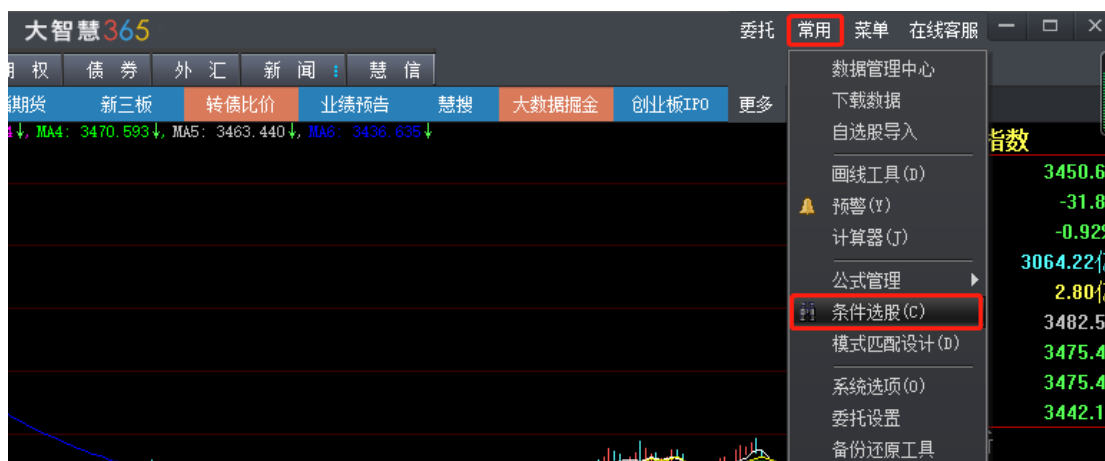 大智慧365 委托 常用 菜单 在线客服
权 债 券 外 汇 新 闻 慧 信
期货 新三板 转债比价 业绩预告 慧搜 大数据掘金 创业板IPO 更多
MA4: 3470.593↓, MA5: 3463.440↓, MA6: 3436.635↓
数据管理中心
下载数据
自选股导入
画线工具(D)
预警(Y)
计算器(J)
公式管理
条件选股(C)
模式匹配设计(D)
系统选项(O)
委托设置
备份还原工具
指数
3450.6
-31.8
-0.92%
3064.22亿
2.80亿
3482.5
3475.4
3475.4
3442.1